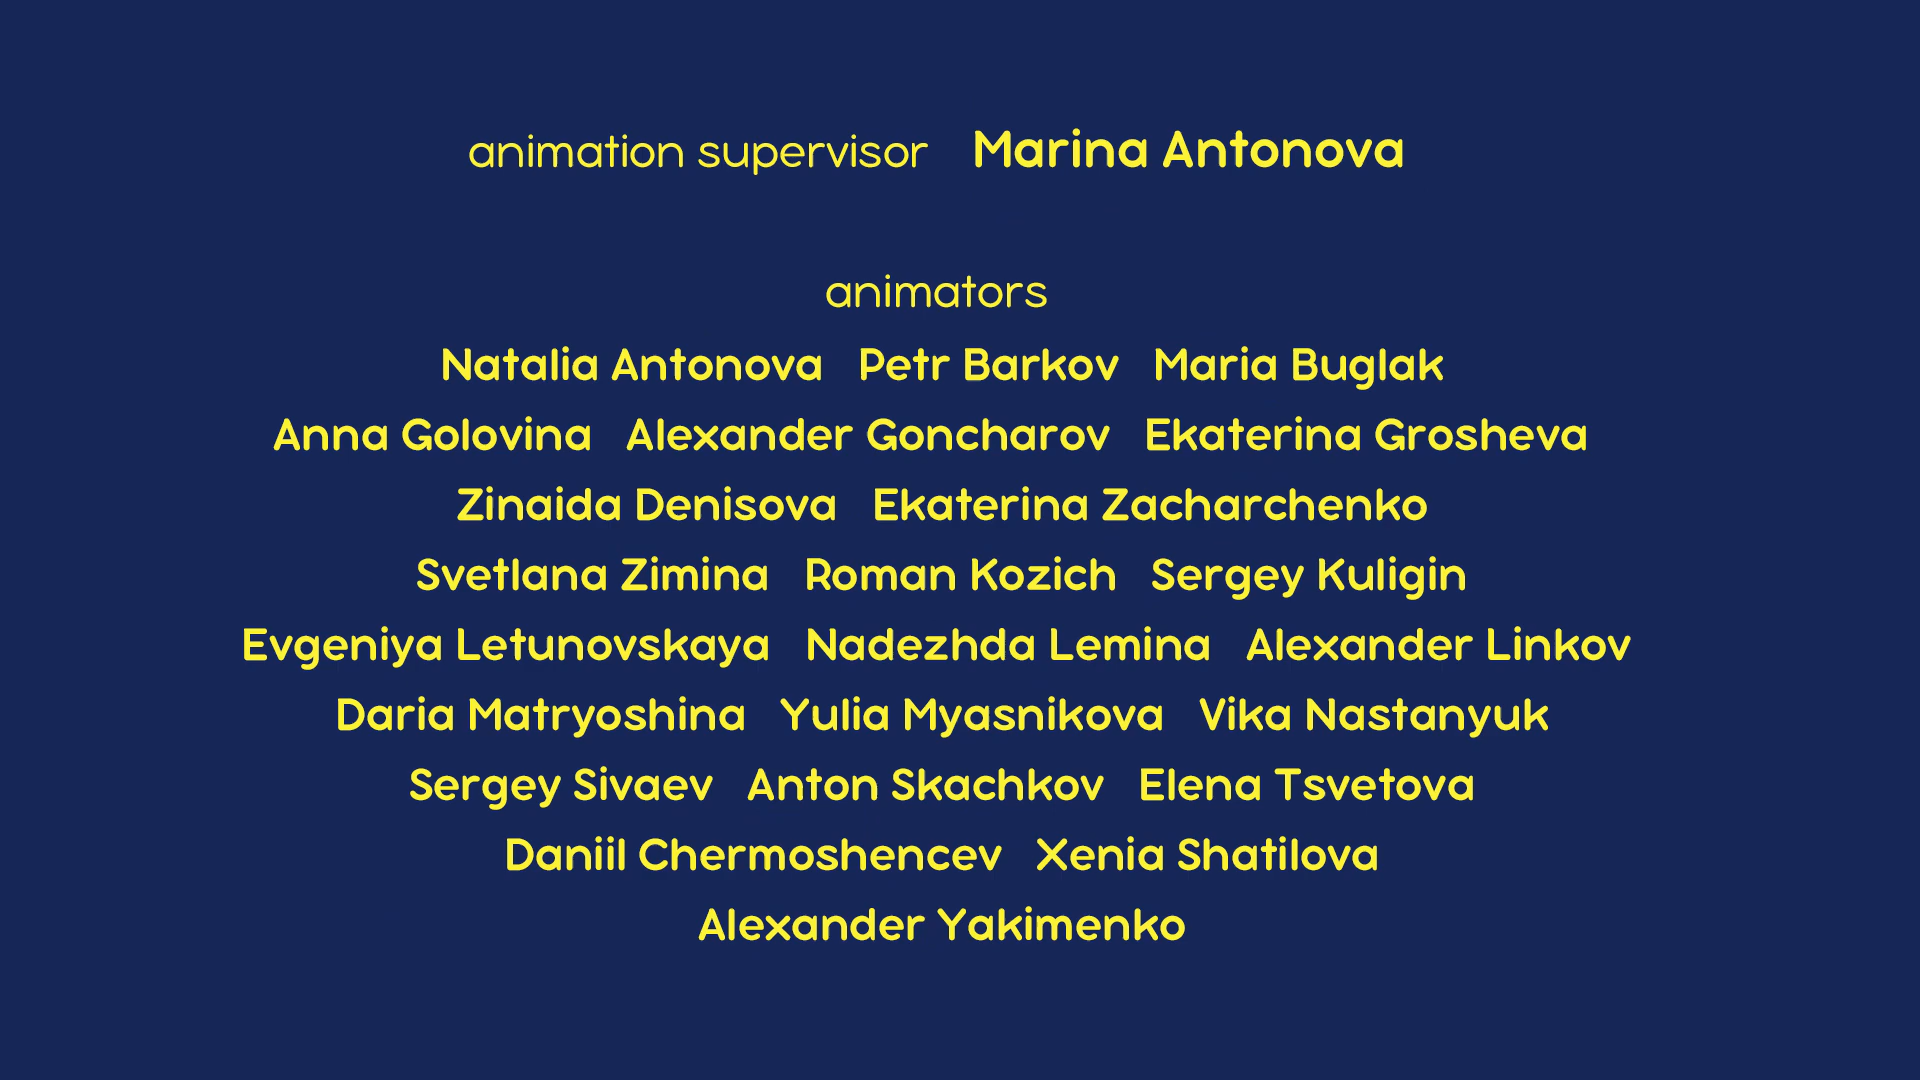 animation supervisor Marina Antonova
animators
Natalia Antonova Petr Barkov Maria Buglak
Anna Golovina Alexander Goncharov Ekaterina Grosheva
Zinaida Denisova Ekaterina Zacharchenko
Svetlana Zimina Roman Kozich Sergey Kuligin
Evgeniya Letunovskaya Nadezhda Lemina Alexander Linkov
Daria Matryoshina Yulia Myasnikova Vika Nastanyuk
Sergey Sivaev Anton Skachkov Elena Tsvetova
Daniil Chermoshencev Xenia Shatilova
Alexander Yakimenko